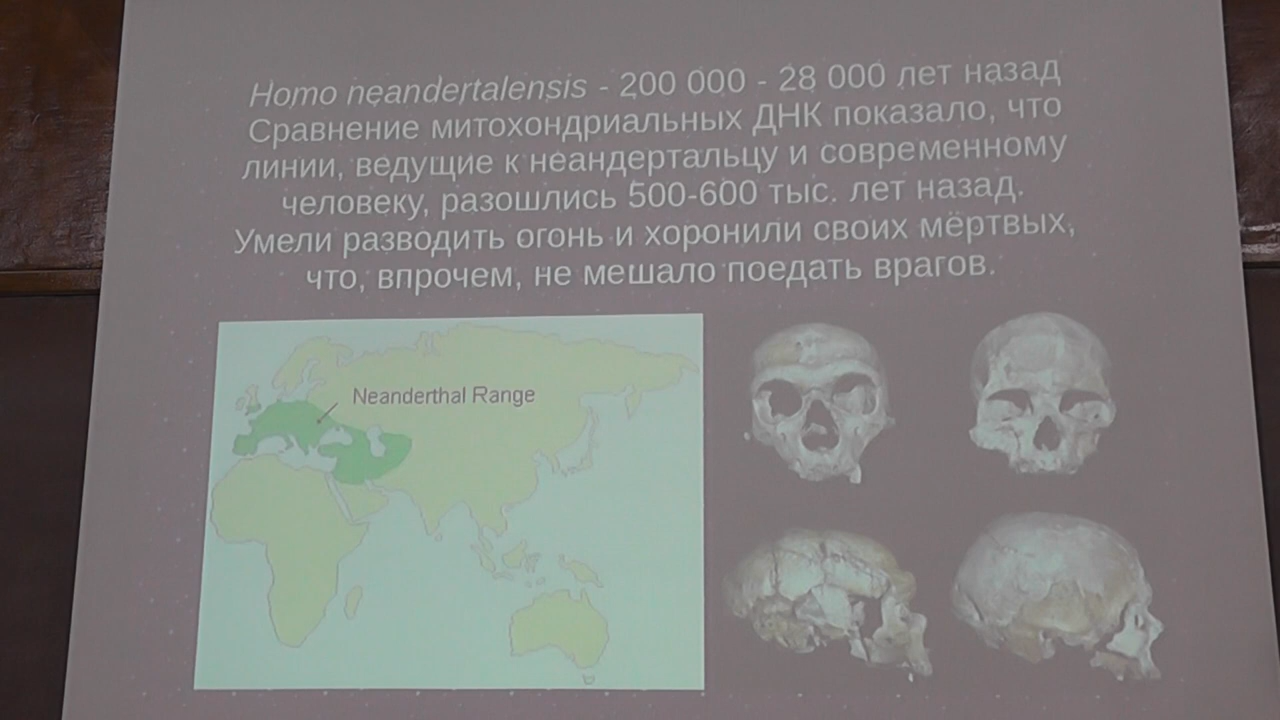 Homo neandertalensis - 200 000 - 28 000 лет назад
Сравнение митохондриальных ДНК показало, что
линии, ведущие к неандертальцу и современному
человеку, разошлись 500-600 тыс. лет назад.
Умели разводить огонь и хоронили своих мёртвых,
что, впрочем, не мешало поедать врагов.
Neanderthal Range